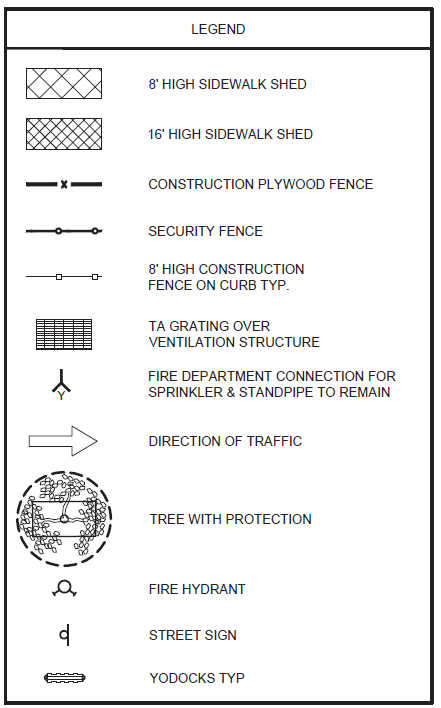 LEGEND
8' HIGH SIDEWALK SHED
16' HIGH SIDEWALK SHED
x
CONSTRUCTION PLYWOOD FENCE
SECURITY FENCE
8' HIGH CONSTRUCTION
FENCE ON CURB TYP.
TA GRATING OVER
VENTILATION STRUCTURE
Y
FIRE DEPARTMENT CONNECTION FOR
SPRINKLER & STANDPIPE TO REMAIN
DIRECTION OF TRAFFIC
TREE WITH PROTECTION
FIRE HYDRANT
STREET SIGN
YODOCKS TYP